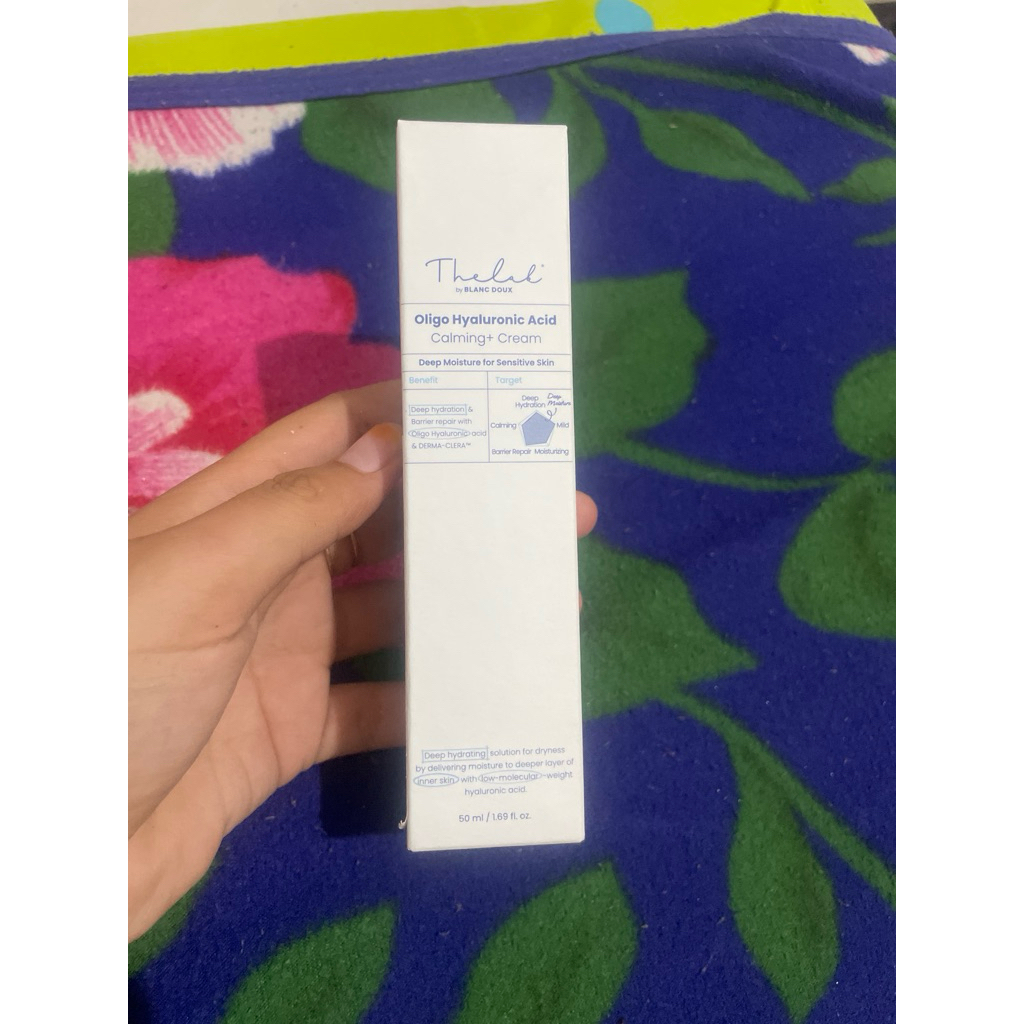 Thelab®
by BLANC DOUX
Oligo Hyaluronic Acid
Calming+ Cream
Deep Moisture for Sensitive Skin
Benefit
Deep hydration &
Barrier repair with
Oligo Hyaluronic acid
& DERMA-CLERA™
Target
Deep
Hydration
Deep
Moisture
Calming
Mild
Barrier Repair
Moisturizing
Deep hydrating solution for dryness
by delivering moisture to deeper layer of
inner skin with low-molecular-weight
hyaluronic acid.
50 ml / 1.69 fl. oz.